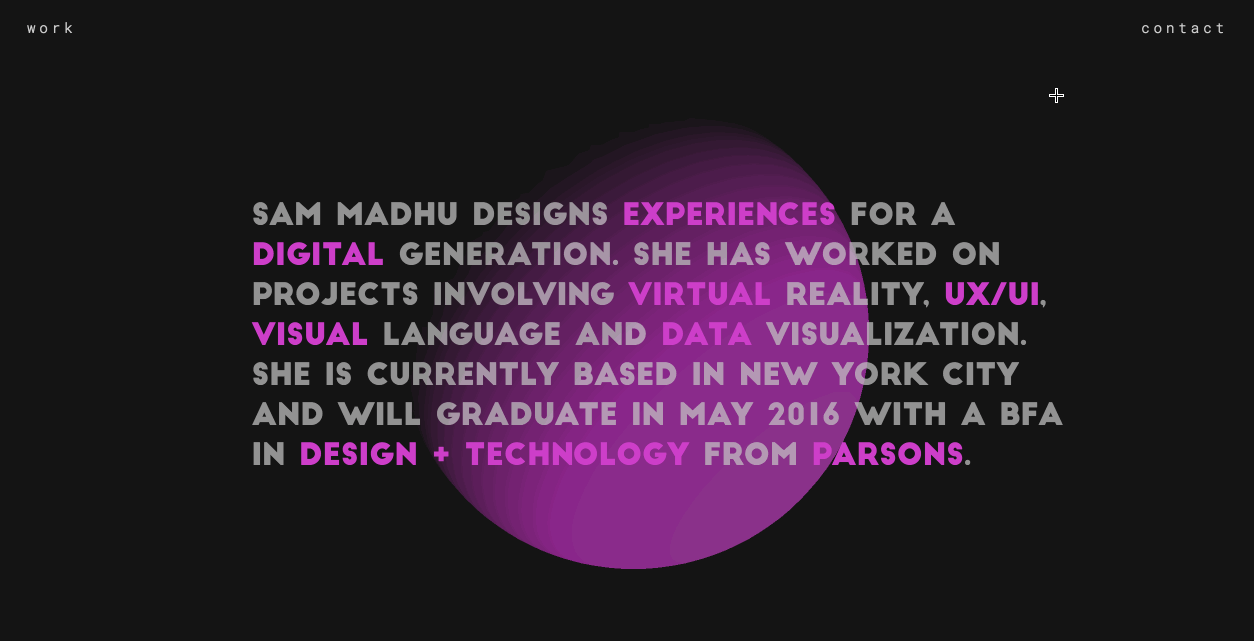 work
contact
SAM MADHU DESIGNS EXPERIENCES FOR A
DIGITAL GENERATION. SHE HAS WORKED ON
PROJECTS INVOLVING VIRTUAL REALITY, UX/UI,
VISUAL LANGUAGE AND DATA VISUALIZATION.
SHE IS CURRENTLY BASED IN NEW YORK CITY
AND WILL GRADUATE IN MAY 2016 WITH A BFA
IN DESIGN + TECHNOLOGY FROM PARSONS.